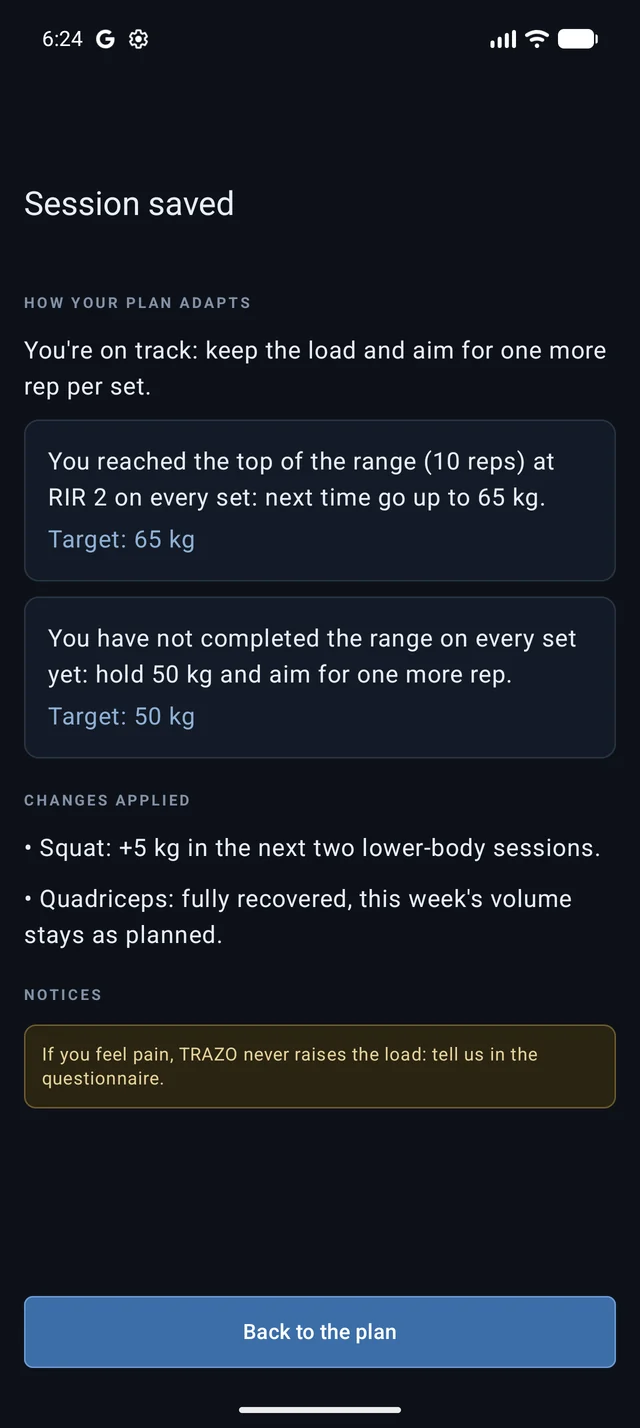 6:24
Session saved
HOW YOUR PLAN ADAPTS
You're on track: keep the load and aim for one more
rep per set.
You reached the top of the range (10 reps) at
RIR 2 on every set: next time go up to 65 kg.
Target: 65 kg
You have not completed the range on every set
yet: hold 50 kg and aim for one more rep.
Target: 50 kg
CHANGES APPLIED
• Squat: +5 kg in the next two lower-body sessions.
• Quadriceps: fully recovered, this week's volume
stays as planned.
NOTICES
If you feel pain, TRAZO never raises the load: tell us in the
questionnaire.
Back to the plan